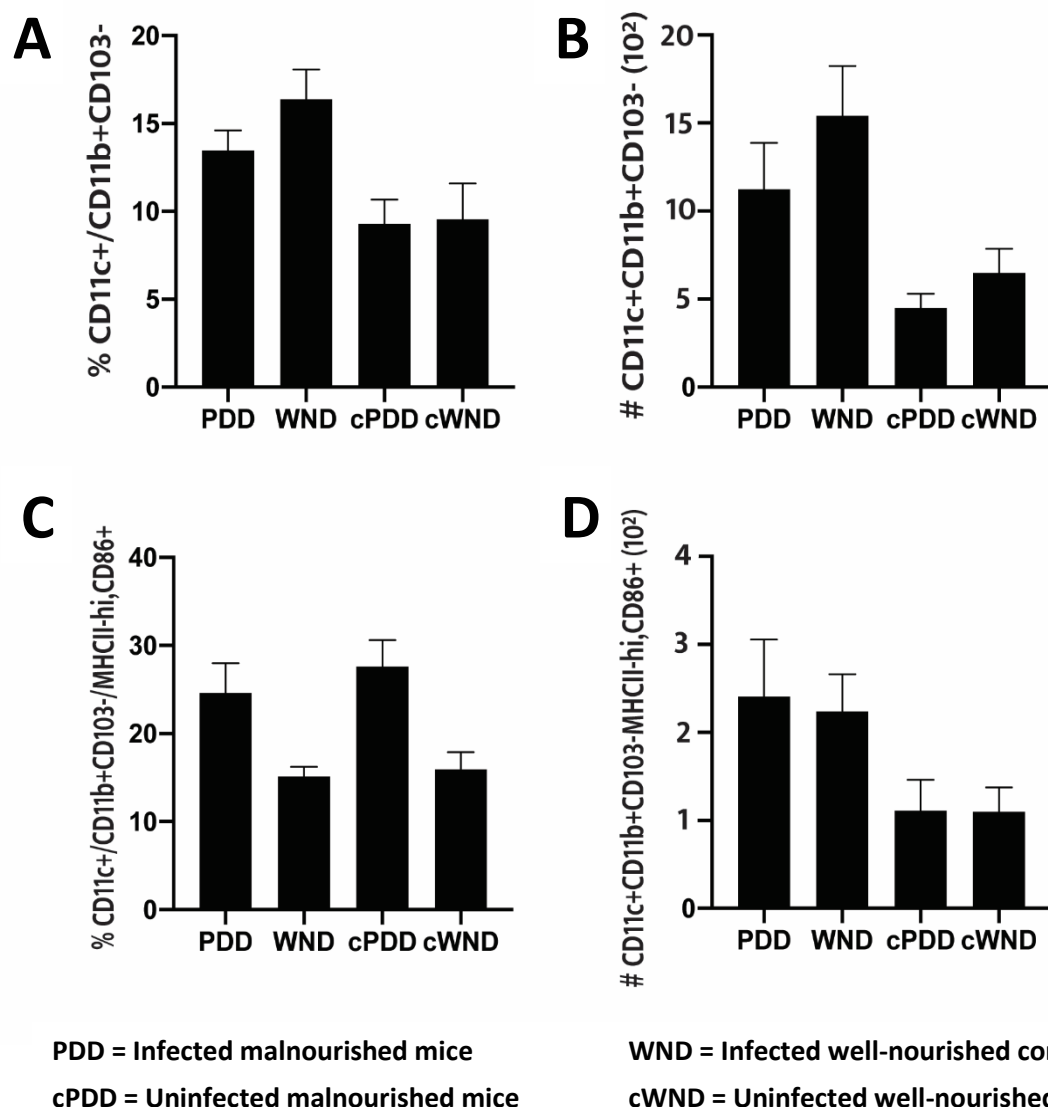 A
% CD11c+/CD11b+CD103-
20
15
10
5
0
PDD WND cPDD cWND
B
# CD11c+CD11b+CD103- (10²)
20
15
10
5
0
PDD WND cPDD cWND
C
% CD11c+/CD11b+CD103-/MHCII-hi,CD86+
40
30
20
10
0
PDD WND cPDD cWND
D
# CD11c+CD11b+CD103-MHCII-hi,CD86+ (10²)
4
3
2
1
0
PDD WND cPDD cWND
PDD = Infected malnourished mice
WND = Infected well-nourished
cPDD = Uninfected malnourished mice
cWND = Uninfected well-nourished